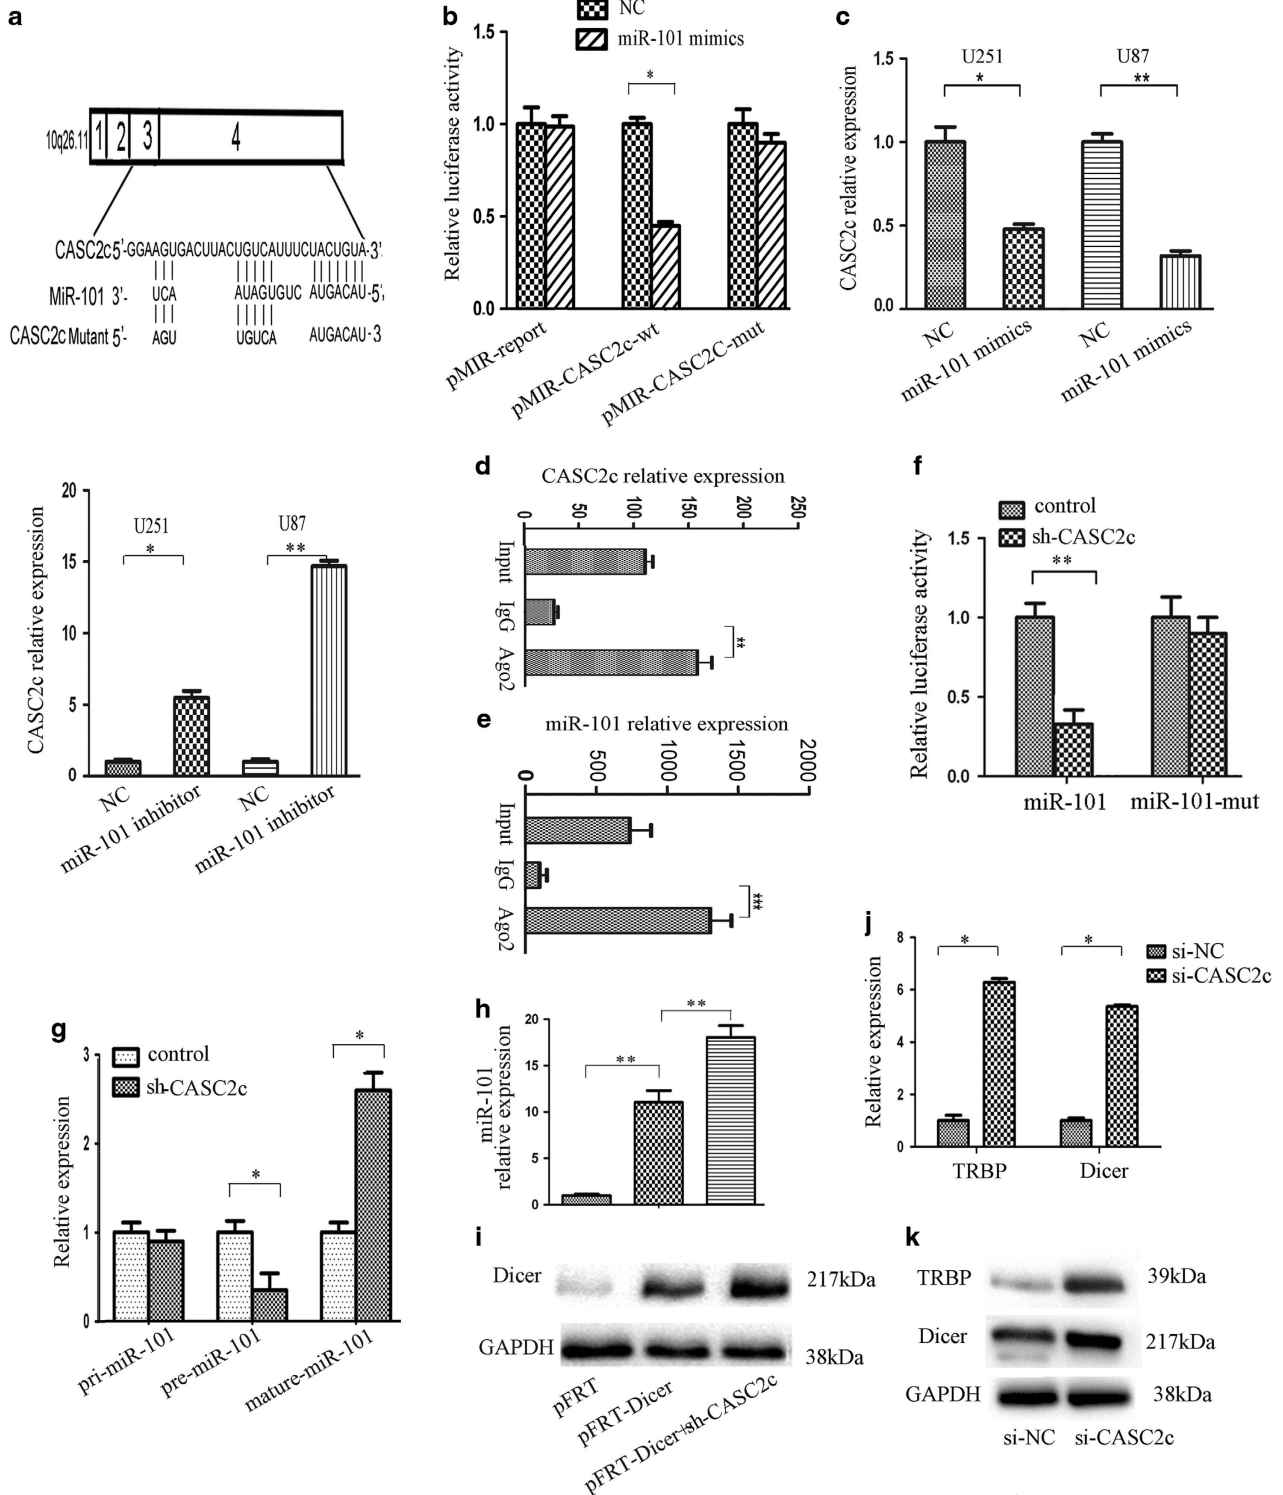 a
10q26.11 1 2 3 4
CASC2c 5'-GGAAGUGACUUACUGUCAUUUCUACUGUA-3'
MiR-101 3'- UCA AUAGUGUC AUGACAU-5'
CASC2c Mutant 5'- AGU UGUCA AUGACAU-3
b
NC
miR-101 mimics
Relative luciferase activity
1.5
1.0
0.5
0.0
*
pMIR-report
pMIR-CASC2c-wt
pMIR-CASC2C-mut
c
CASC2c relative expression
1.5
1.0
0.5
0.0
U251 U87
* **
NC
miR-101 mimics
NC
miR-101 mimics
CASC2c relative expression
20
15
10
5
0
U251 U87
* **
NC
miR-101 inhibitor
NC
miR-101 inhibitor
d
CASC2c relative expression
0 50 100 150 200 250
Input
IgG
Ago2
**
e
miR-101 relative expression
0 500 1000 1500 2000
Input
IgG
Ago2
***
f
control
sh-CASC2c
Relative luciferase activity
1.5
1.0
0.5
0.0
**
miR-101 miR-101-mut
g
control
sh-CASC2c
Relative expression
3
2
1
0
*
*
pri-miR-101
pre-miR-101
mature-miR-101
h
miR-101
relative expression
20
15
10
5
0
**
**
i
Dicer 217kDa
GAPDH 38kDa
pFRT
pFRT-Dicer
pFRT-Dicer+sh-CASC2c
j
si-NC
si-CASC2c
Relative expression
8
6
4
2
0
* *
TRBP Dicer
k
TRBP 39kDa
Dicer 217kDa
GAPDH 38kDa
si-NC si-CASC2c